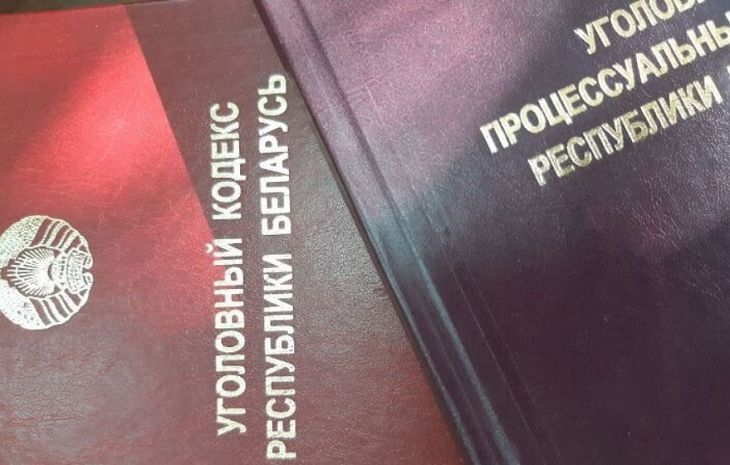 УГОЛОВНЫЙ КОДЕКС
РЕСПУБЛИКИ БЕЛАРУСЬ
ПРОЦЕССУАЛЬНЫ
РЕСПУБЛИКИ